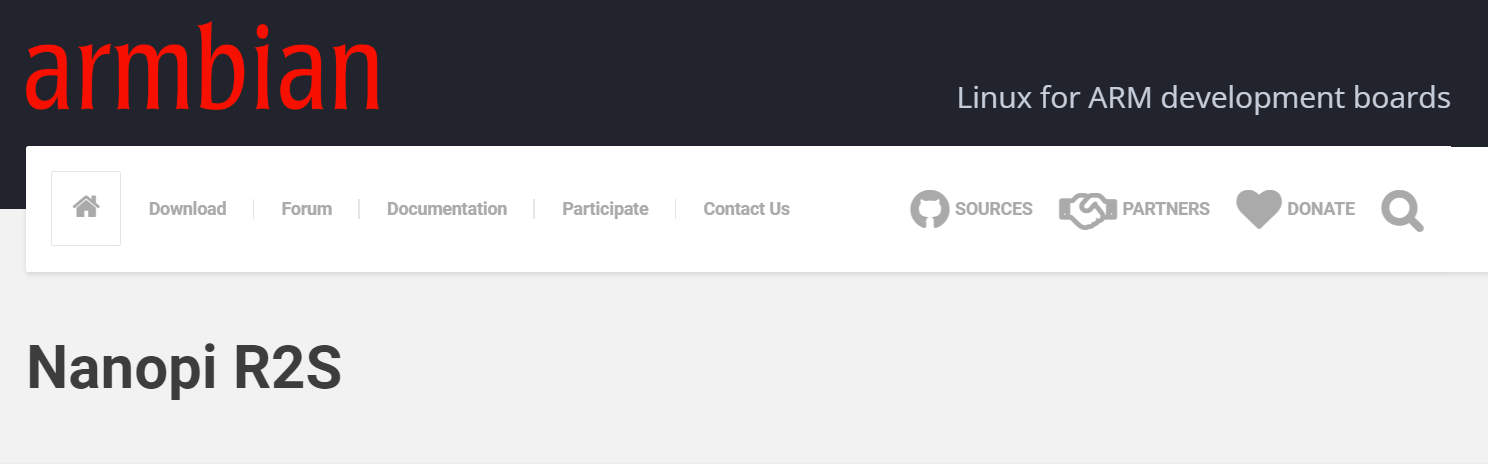 armbian
Linux for ARM development boards
Download Forum Documentation Participate Contact Us SOURCES PARTNERS DONATE
Nanopi R2S